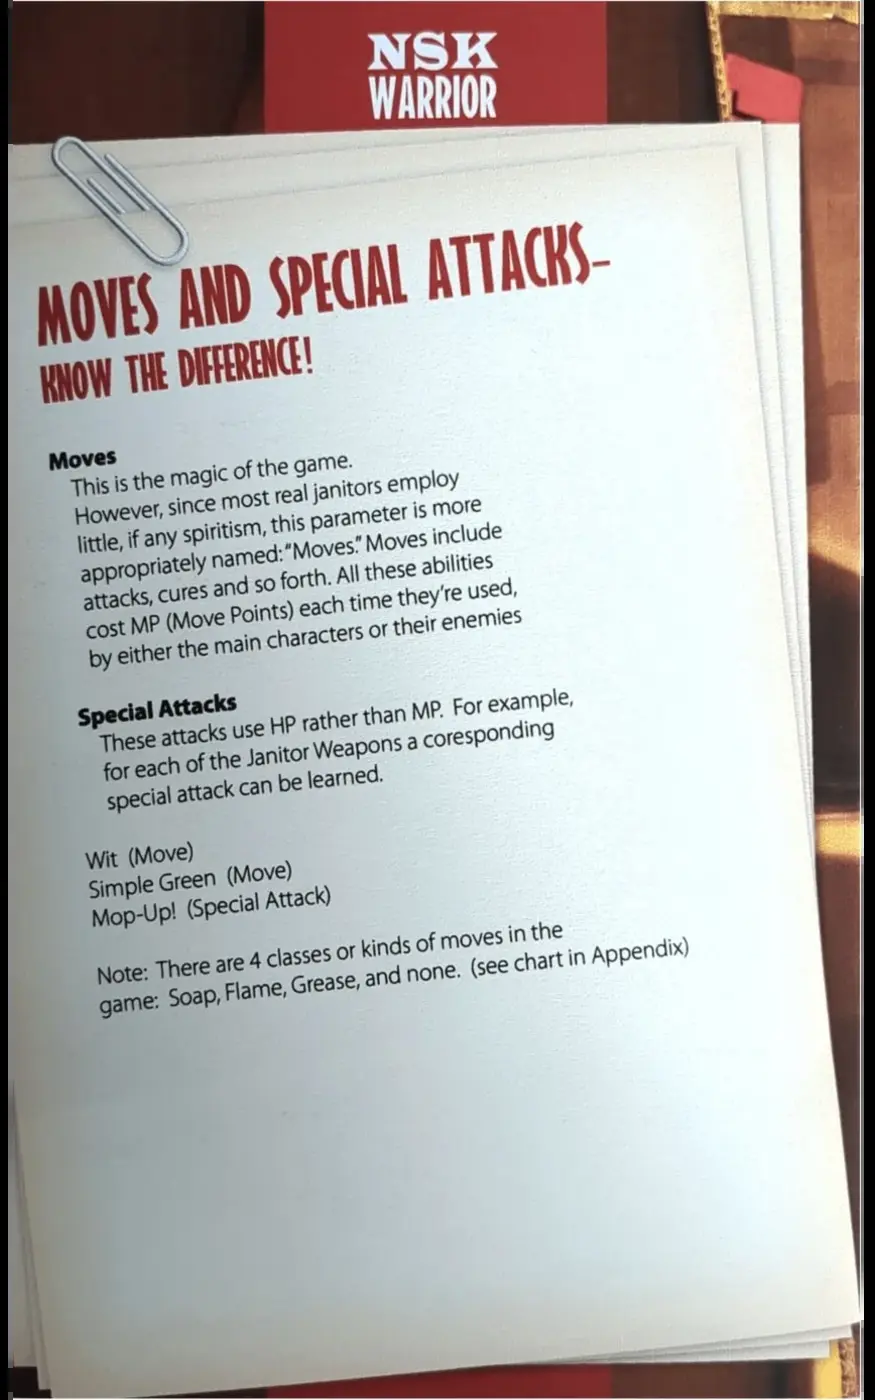 NSK
WARRIOR
MOVES AND SPECIAL ATTACKS–
KNOW THE DIFFERENCE!
Moves
This is the magic of the game.
However, since most real janitors employ
little, if any spiritism, this parameter is more
appropriately named: "Moves." Moves include
attacks, cures and so forth. All these abilities
cost MP (Move Points) each time they're used,
by either the main characters or their enemies
Special Attacks
These attacks use HP rather than MP. For example,
for each of the Janitor Weapons a coresponding
special attack can be learned.
Wit (Move)
Simple Green (Move)
Mop-Up! (Special Attack)
Note: There are 4 classes or kinds of moves in the
game: Soap, Flame, Grease, and none. (see chart in Appendix)